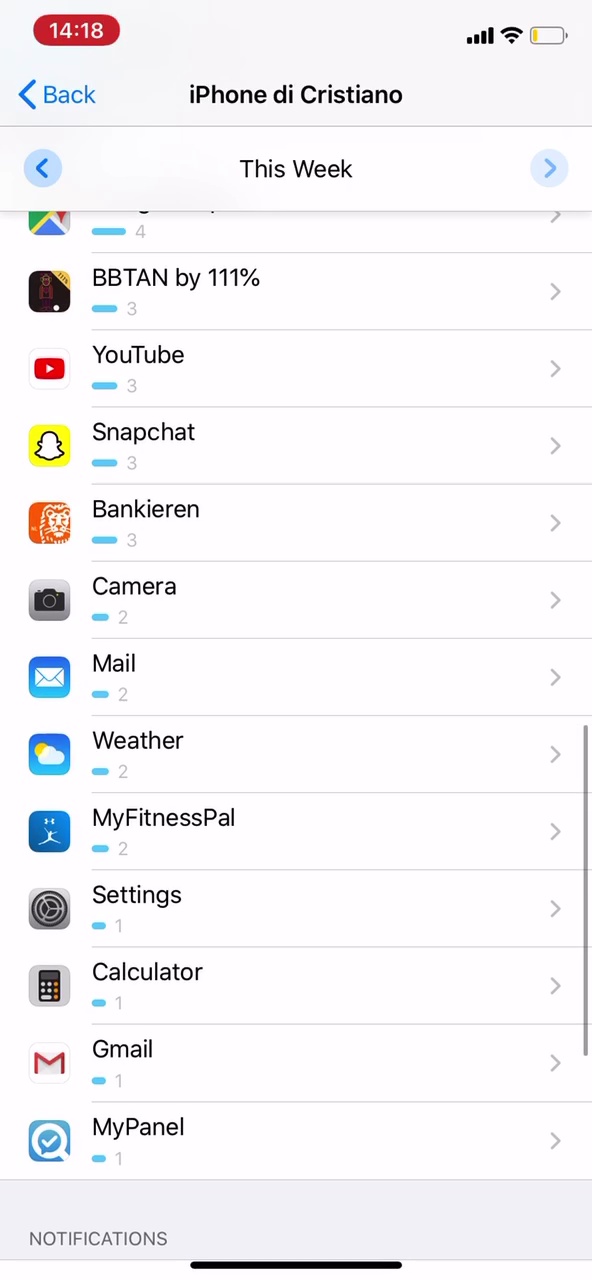 14:18
Back
iPhone di Cristiano
This Week
4
BBTAN by 111%
3
YouTube
3
Snapchat
3
Bankieren
3
Camera
2
Mail
2
Weather
2
MyFitnessPal
2
Settings
1
Calculator
1
Gmail
1
MyPanel
1
NOTIFICATIONS